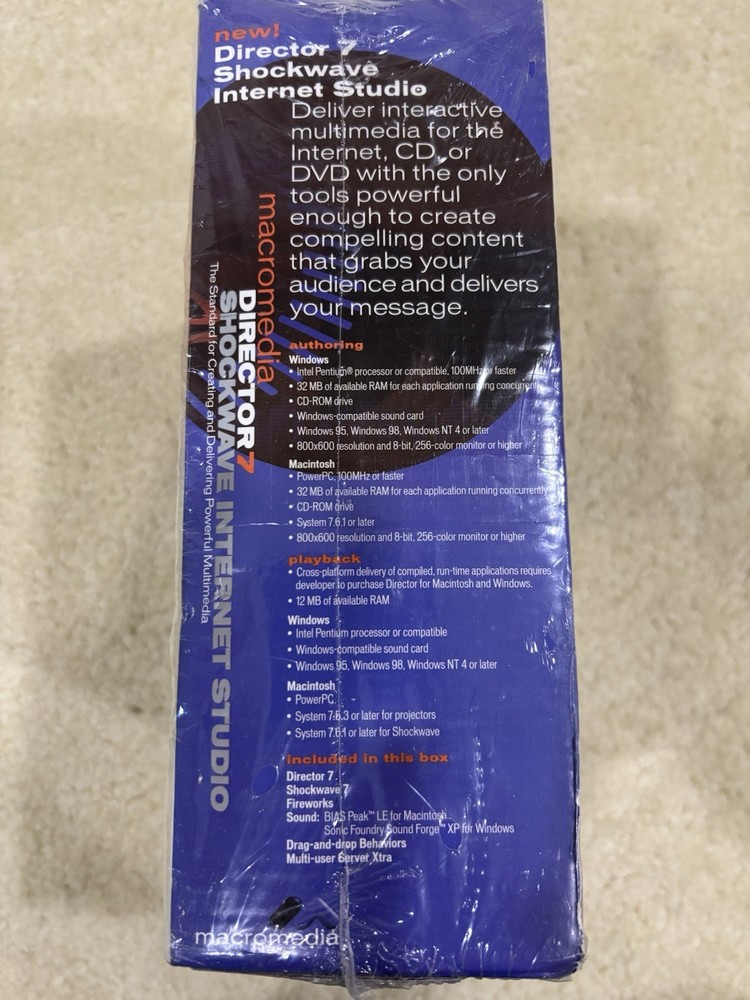 new!
Director 7
Shockwave
Internet Studio
Deliver interactive
multimedia for the
Internet, CD, or
DVD with the only
tools powerful
enough to create
compelling content
that grabs your
audience and delivers
your message.
macromedia
DIRECTOR 7
SHOCKWAVE INTERNET STUDIO
The Standard for Creating and Delivering Powerful Multimedia
authoring
Windows
• Intel Pentium® processor or compatible, 100MHz or faster
• 32 MB of available RAM for each application running concurrently
• CD-ROM drive
• Windows-compatible sound card
• Windows 95, Windows 98, Windows NT 4 or later
• 800x600 resolution and 8-bit, 256-color monitor or higher
Macintosh
• PowerPC, 100MHz or faster
• 32 MB of available RAM for each application running concurrently
• CD-ROM drive
• System 7.6.1 or later
• 800x600 resolution and 8-bit, 256-color monitor or higher
playback
• Cross-platform delivery of compiled, run-time applications requires
developer to purchase Director for Macintosh and Windows.
• 12 MB of available RAM
Windows
• Intel Pentium processor or compatible
• Windows-compatible sound card
• Windows 95, Windows 98, Windows NT 4 or later
Macintosh
• PowerPC.
• System 7.5.3 or later for projectors
• System 7.6.1 or later for Shockwave
included in this box
Director 7
Shockwave 7
Fireworks
Sound: BIAS Peak™ LE for Macintosh
Sonic Foundry Sound Forge™ XP for Windows
Drag-and-drop Behaviors
Multi-user Server Xtra
macromedia